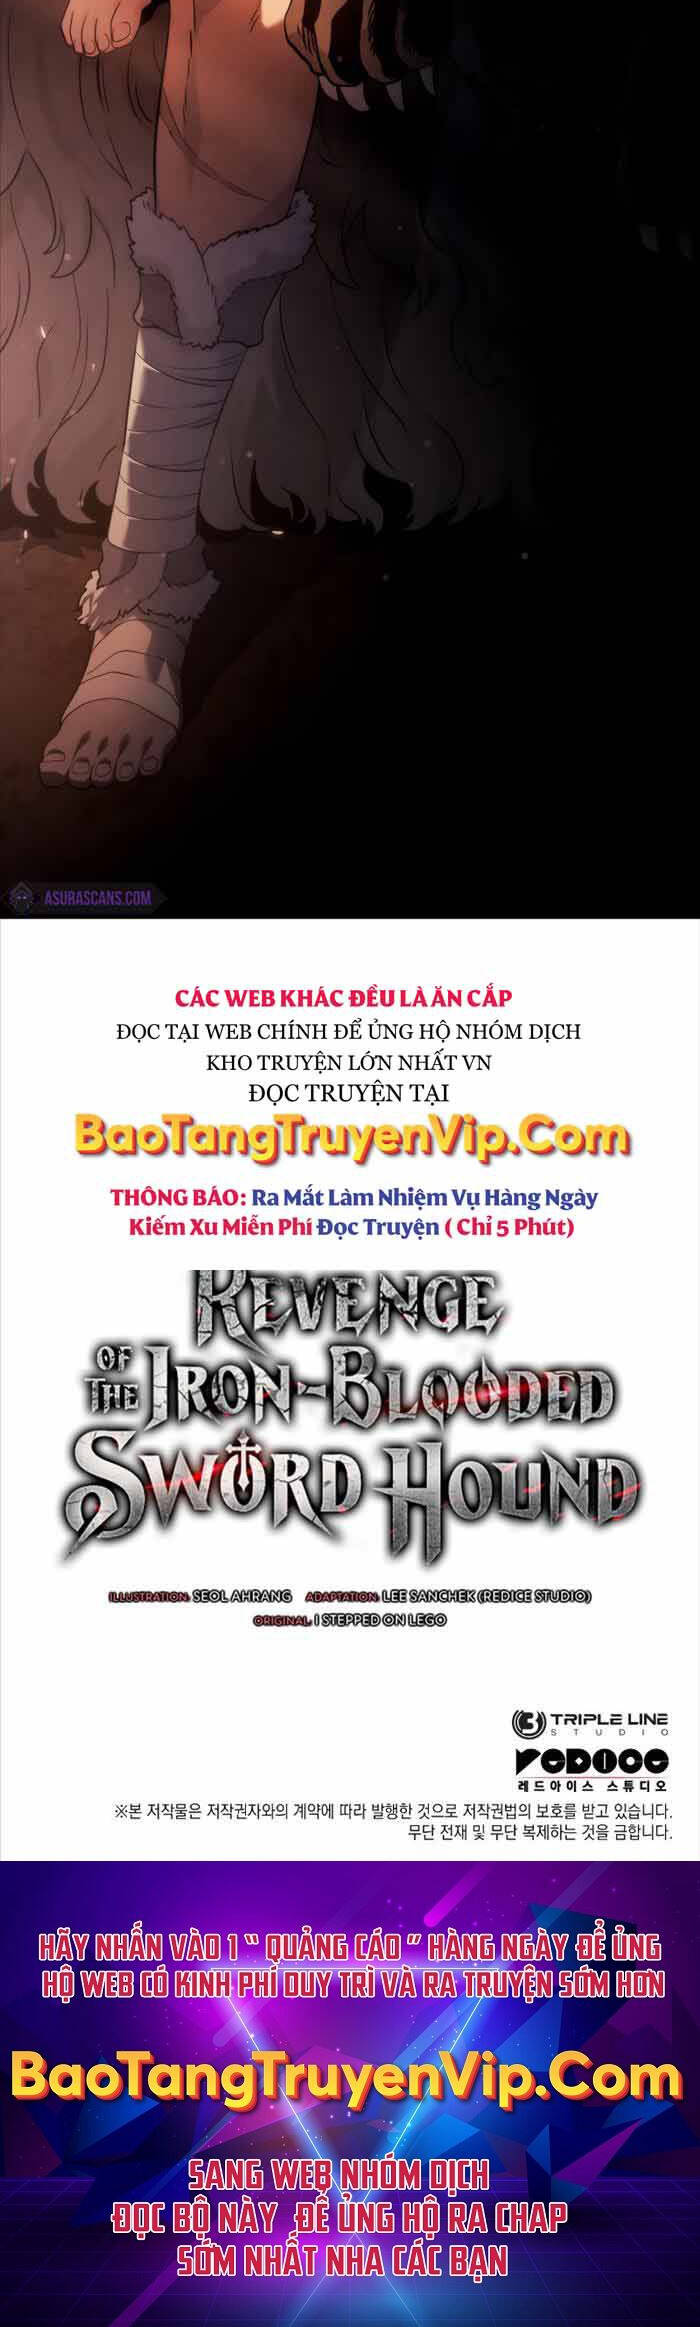 ASURASCANS.COM
CÁC WEB KHÁC ĐỀU LÀ ĂN CẮP
ĐỌC TẠI WEB CHÍNH ĐỂ ỦNG HỘ NHÓM DỊCH
KHO TRUYỆN LỚN NHẤT VN
ĐỌC TRUYỆN TẠI
BaoTangTruyenVip.Com
THÔNG BÁO: Ra Mắt Làm Nhiệm Vụ Hàng Ngày
Kiếm Xu Miễn Phí Đọc Truyện ( Chỉ 5 Phút)
REVENGE
OF THE IRON-BLOODED
SWORD HOUND
ILLUSTRATION: SEOL AHRANG ADAPTATION: LEE SANCHEK (REDICE STUDIO)
ORIGINAL: I STEPPED ON LEGO
TRIPLE LINE
STUDIO
REDICE
레드아이스 스튜디오
※본 저작물은 저작권자와의 계약에 따라 발행한 것으로 저작권법의 보호를 받고 있습니다.
무단 전재 및 무단 복제하는 것을 금합니다.
HÃY NHẤN VÀO 1 “ QUẢNG CÁO ” HÀNG NGÀY ĐỂ ỦNG
HỘ WEB CÓ KINH PHÍ DUY TRÌ VÀ RA TRUYỆN SỚM HƠN
BaoTangTruyenVip.Com
SANG WEB NHÓM DỊCH
ĐỌC BỘ NÀY ĐỂ ỦNG HỘ RA CHAP
SỚM NHẤT NHA CÁC BẠN